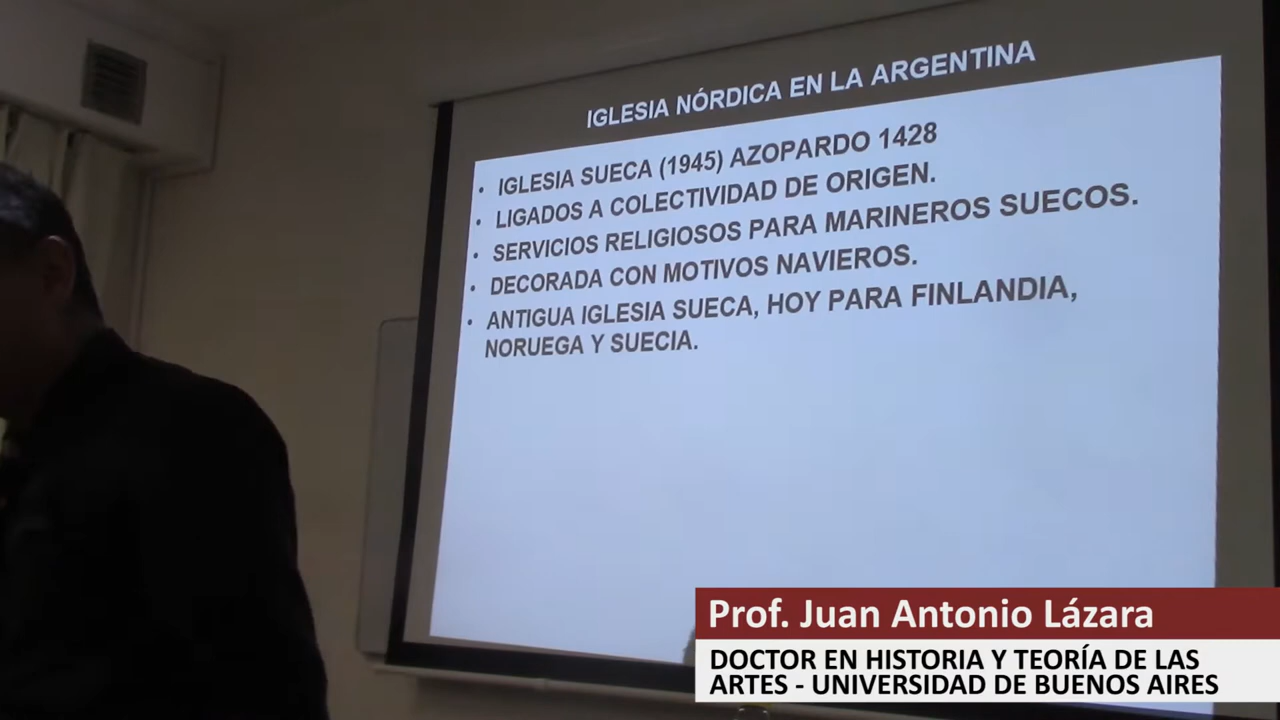 IGLESIA NÓRDICA EN LA ARGENTINA
• IGLESIA SUECA (1945) AZOPARDO 1428
• LIGADOS A COLECTIVIDAD DE ORIGEN.
• SERVICIOS RELIGIOSOS PARA MARINEROS SUECOS.
• DECORADA CON MOTIVOS NAVIEROS.
• ANTIGUA IGLESIA SUECA, HOY PARA FINLANDIA,
NORUEGA Y SUECIA.
Prof. Juan Antonio Lázara
DOCTOR EN HISTORIA Y TEORÍA DE LAS
ARTES - UNIVERSIDAD DE BUENOS AIRES